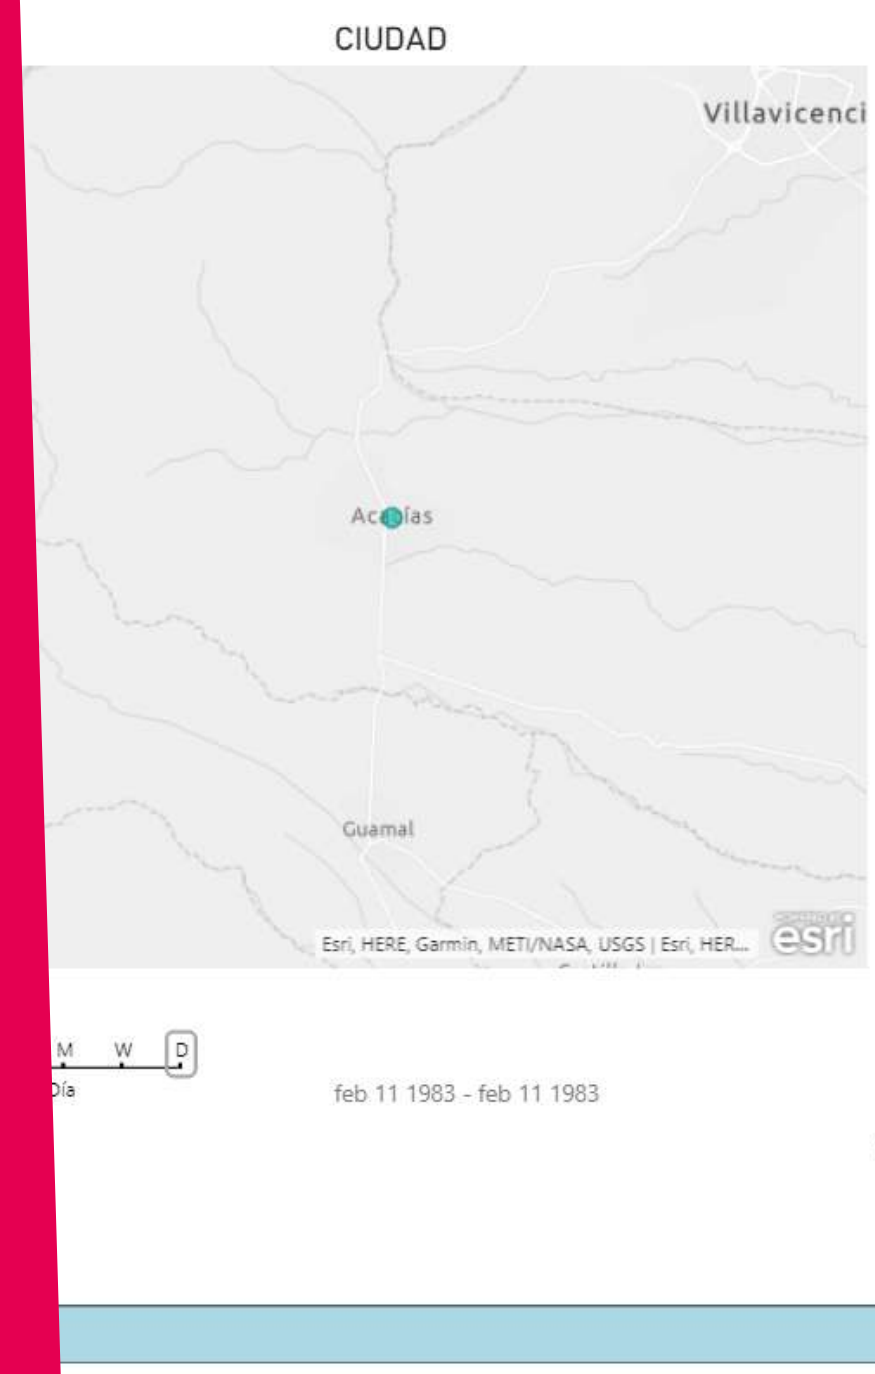 CIUDAD
Villavicenci
Acacías
Guamal
Esri, HERE, Garmin, METI/NASA, USGS | Esri, HER...
esri
M W D
Día
feb 11 1983 - feb 11 1983